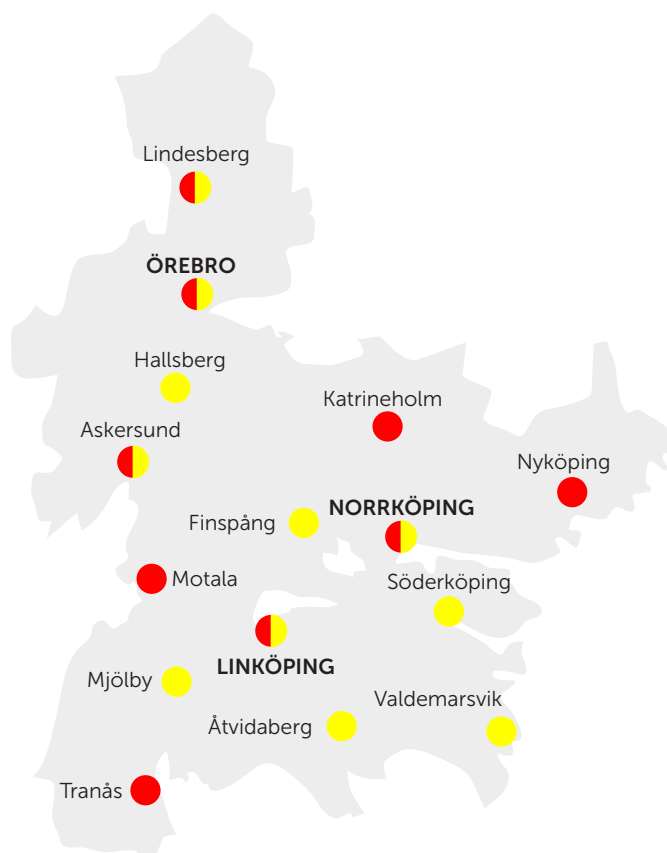 Lindesberg
ÖREBRO
Hallsberg
Katrineholm
Askersund
Nyköping
NORRKÖPING
Finspång
Motala
Söderköping
LINKÖPING
Mjölby
Valdemarsvik
Åtvidaberg
Tranås